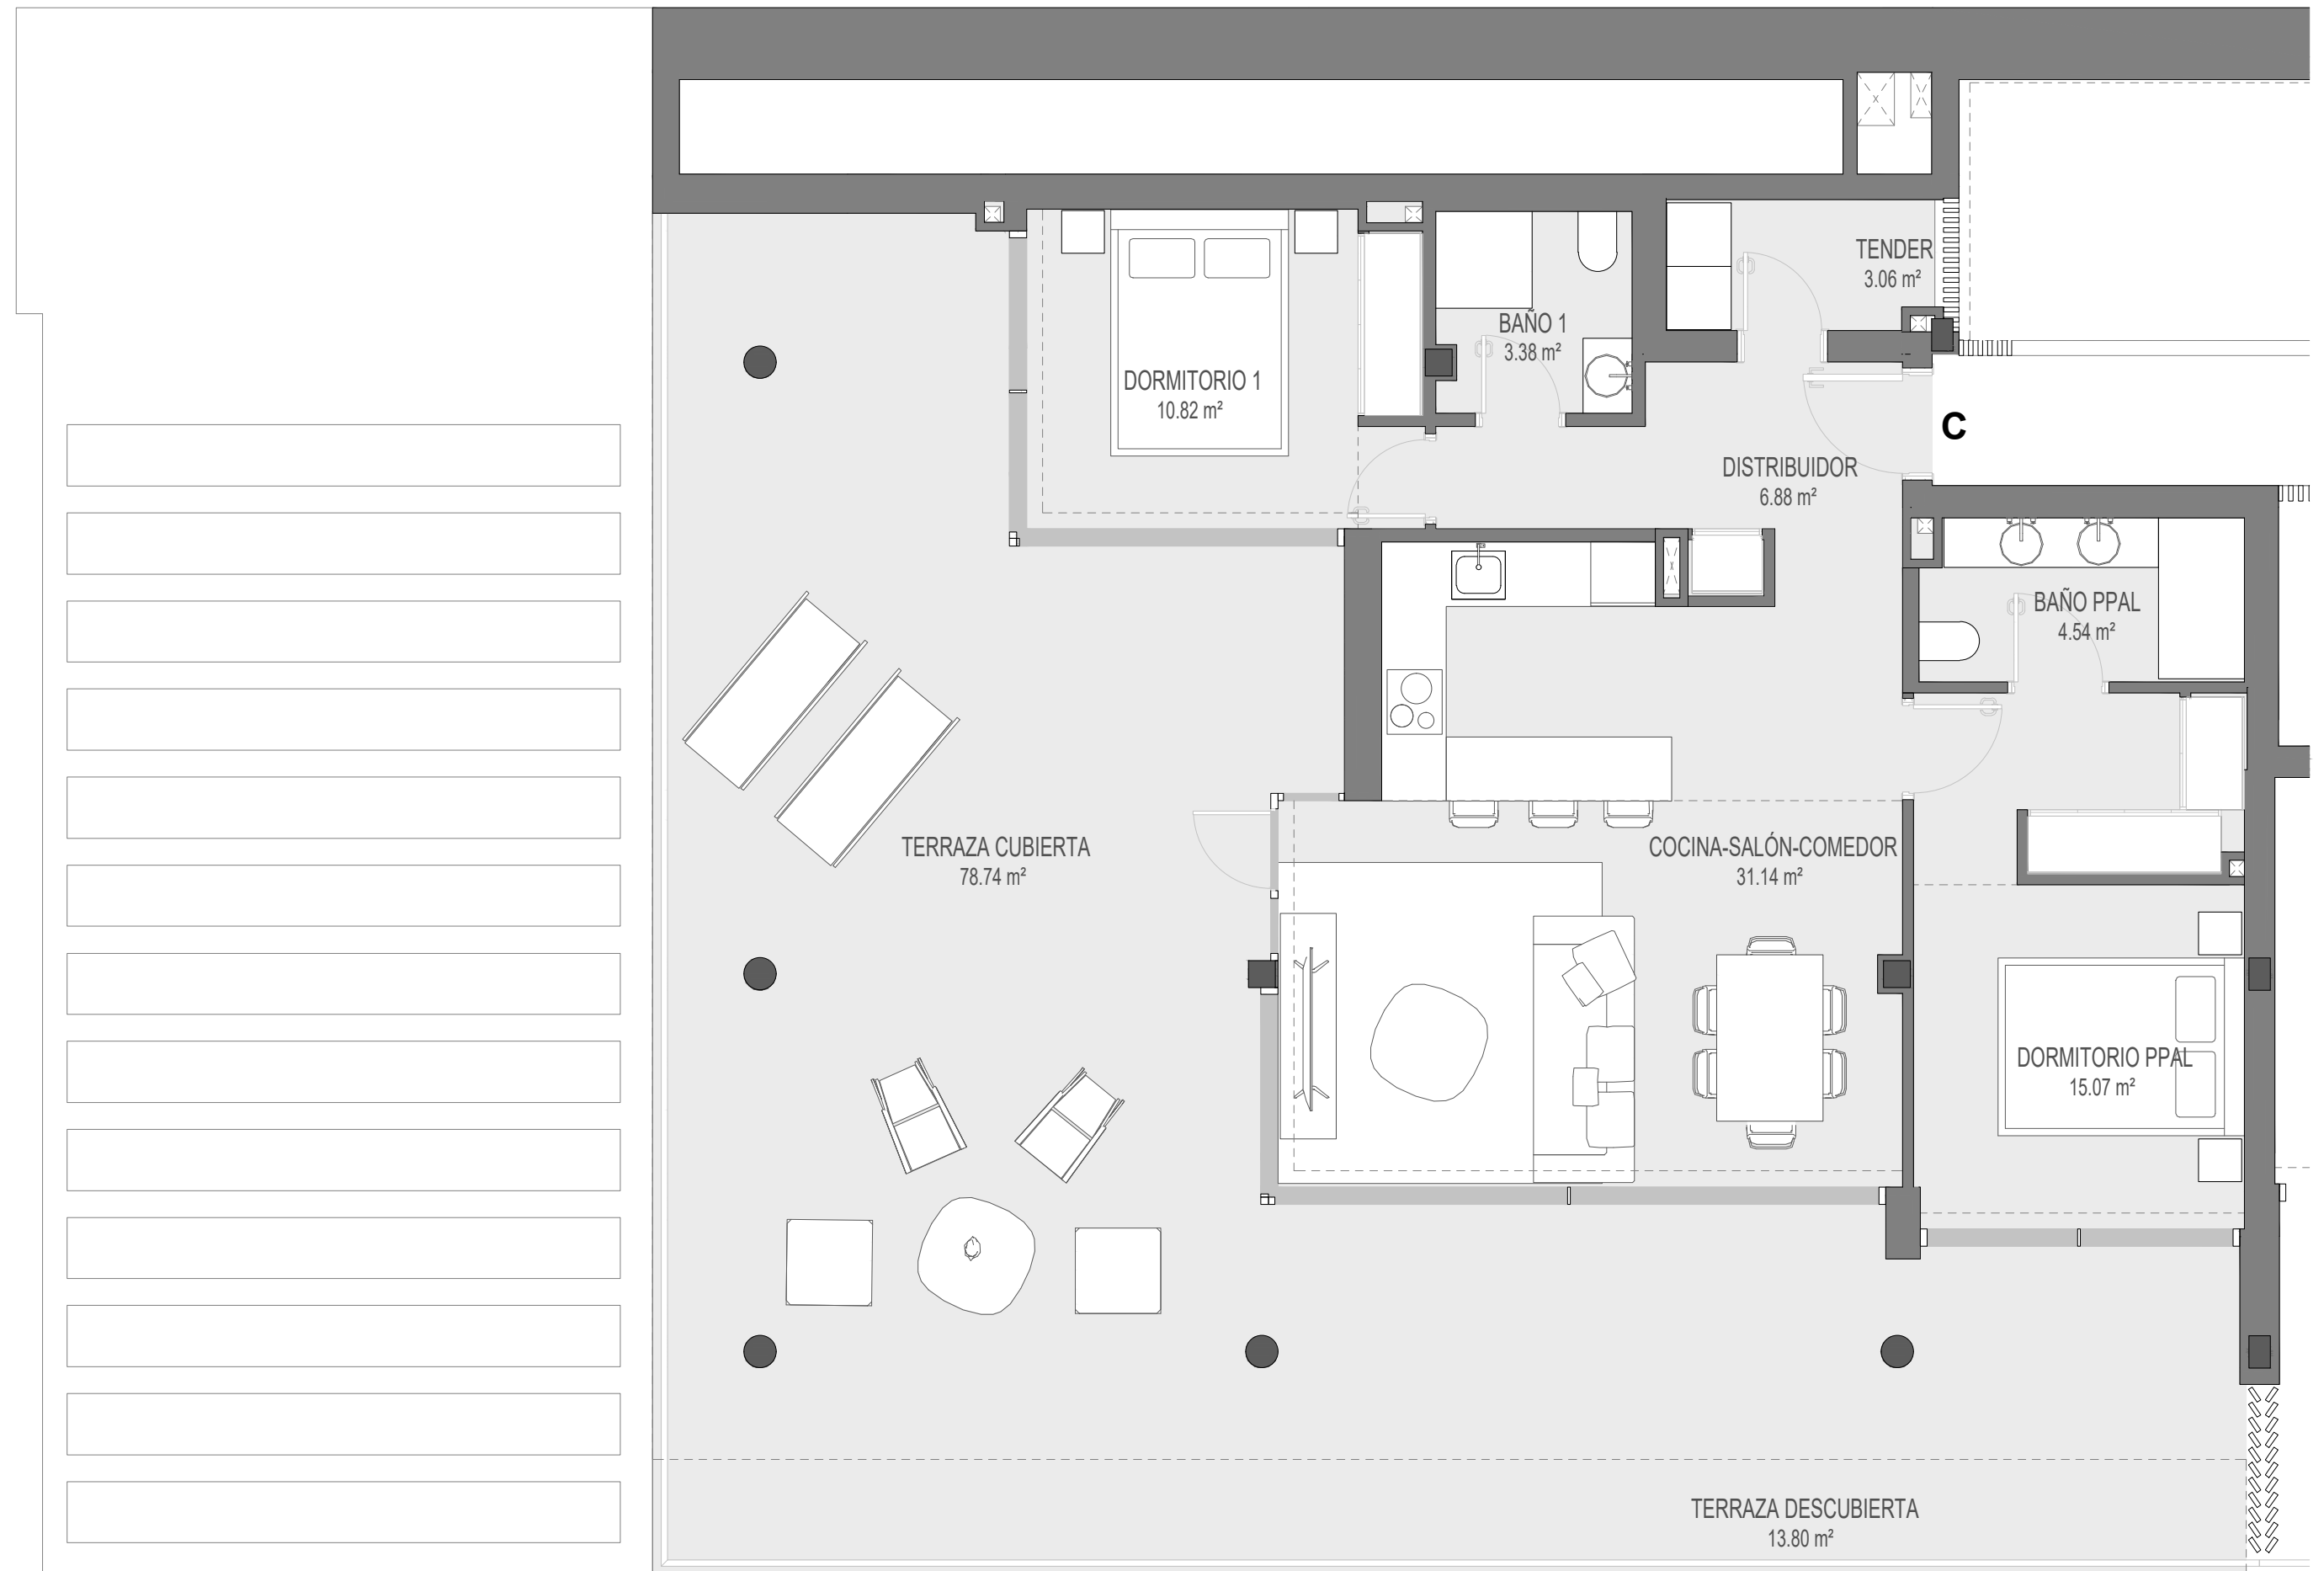 TENDER
3.06 m²
BAÑO 1
3.38 m²
DORMITORIO 1
10.82 m²
C
DISTRIBUIDOR
6.88 m²
BAÑO PPAL
4.54 m²
TERRAZA CUBIERTA
78.74 m²
COCINA-SALÓN-COMEDOR
31.14 m²
DORMITORIO PPAL
15.07 m²
TERRAZA DESCUBIERTA
13.80 m²